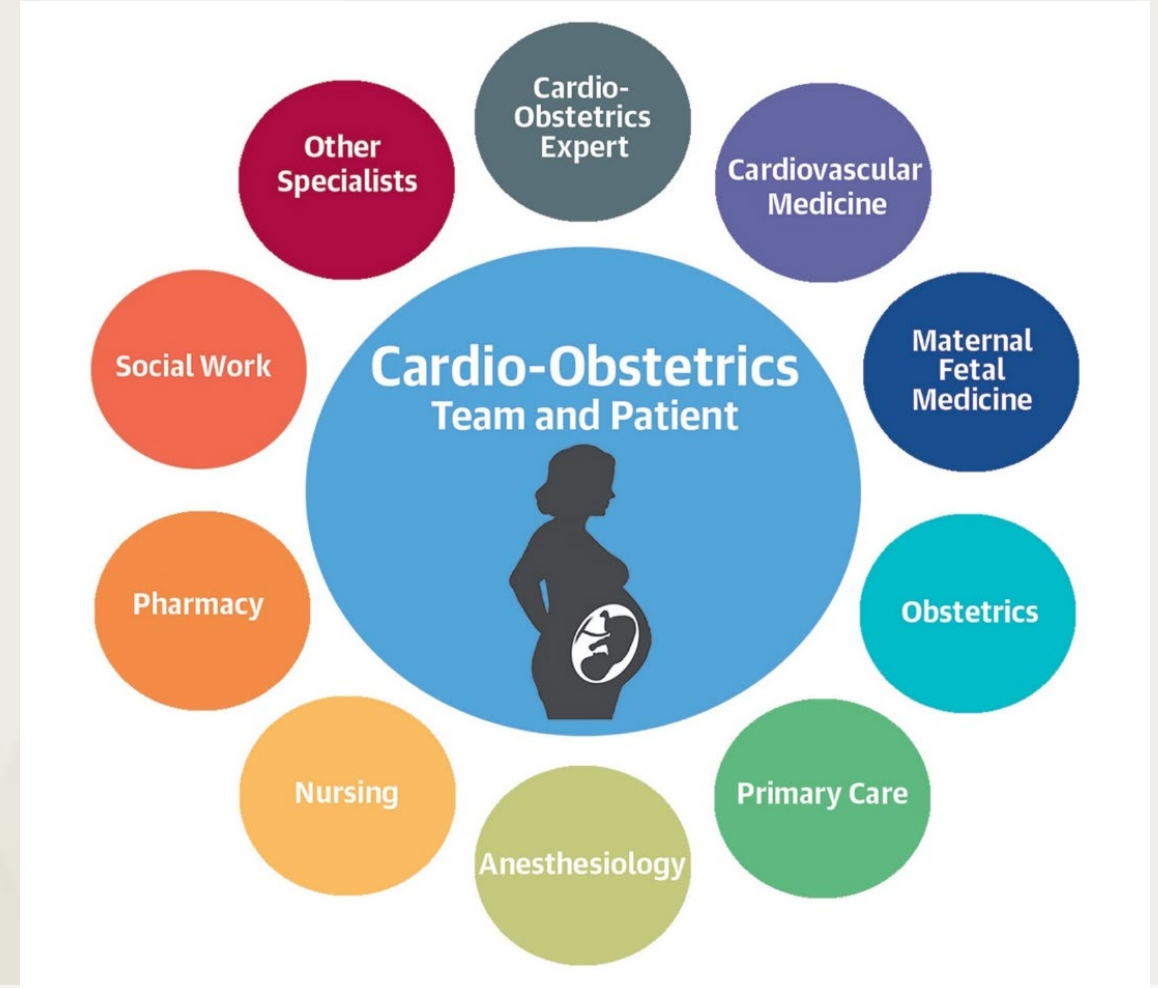 Cardio-
Obstetrics
Expert
Cardiovascular
Medicine
Maternal
Fetal
Medicine
Obstetrics
Primary Care
Anesthesiology
Nursing
Pharmacy
Social Work
Other
Specialists
Cardio-Obstetrics
Team and Patient